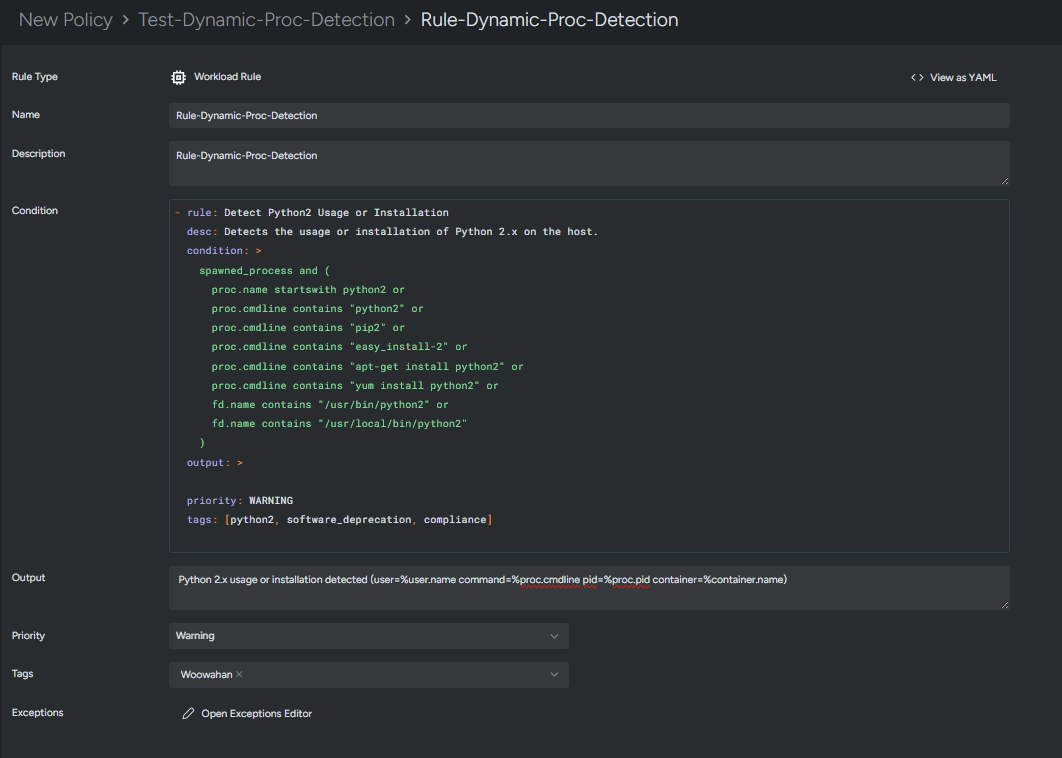 New Policy > Test-Dynamic-Proc-Detection > Rule-Dynamic-Proc-Detection
Rule Type Workload Rule <> View as YAML
Name Rule-Dynamic-Proc-Detection
Description Rule-Dynamic-Proc-Detection
Condition
- rule: Detect Python2 Usage or Installation
desc: Detects the usage or installation of Python 2.x on the host.
condition: >
spawned_process and (
proc.name startswith python2 or
proc.cmdline contains "python2" or
proc.cmdline contains "pip2" or
proc.cmdline contains "easy_install-2" or
proc.cmdline contains "apt-get install python2" or
proc.cmdline contains "yum install python2" or
fd.name contains "/usr/bin/python2" or
fd.name contains "/usr/local/bin/python2"
)
output: >
priority: WARNING
tags: [python2, software_deprecation, compliance]
Output Python 2.x usage or installation detected (user=%user.name command=%proc.cmdline pid=%proc.pid container=%container.name)
Priority Warning
Tags Woowahan ×
Exceptions Open Exceptions Editor